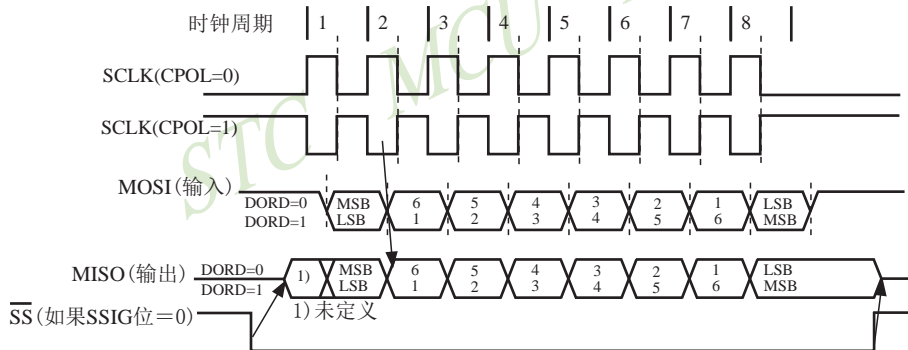 时钟周期 1 2 3 4 5 6 7 8
SCLK(CPOL=0)
SCLK(CPOL=1)
STC MCU
MOSI(输入)
DORD=0 MSB 6 5 4 3 2 1 LSB
DORD=1 LSB 1 2 3 4 5 6 MSB
MISO(输出)
DORD=0 1) MSB 6 5 4 3 2 1 LSB
DORD=1 LSB 1 2 3 4 5 6 MSB
1)未定义
SS(如果SSIG位=0)